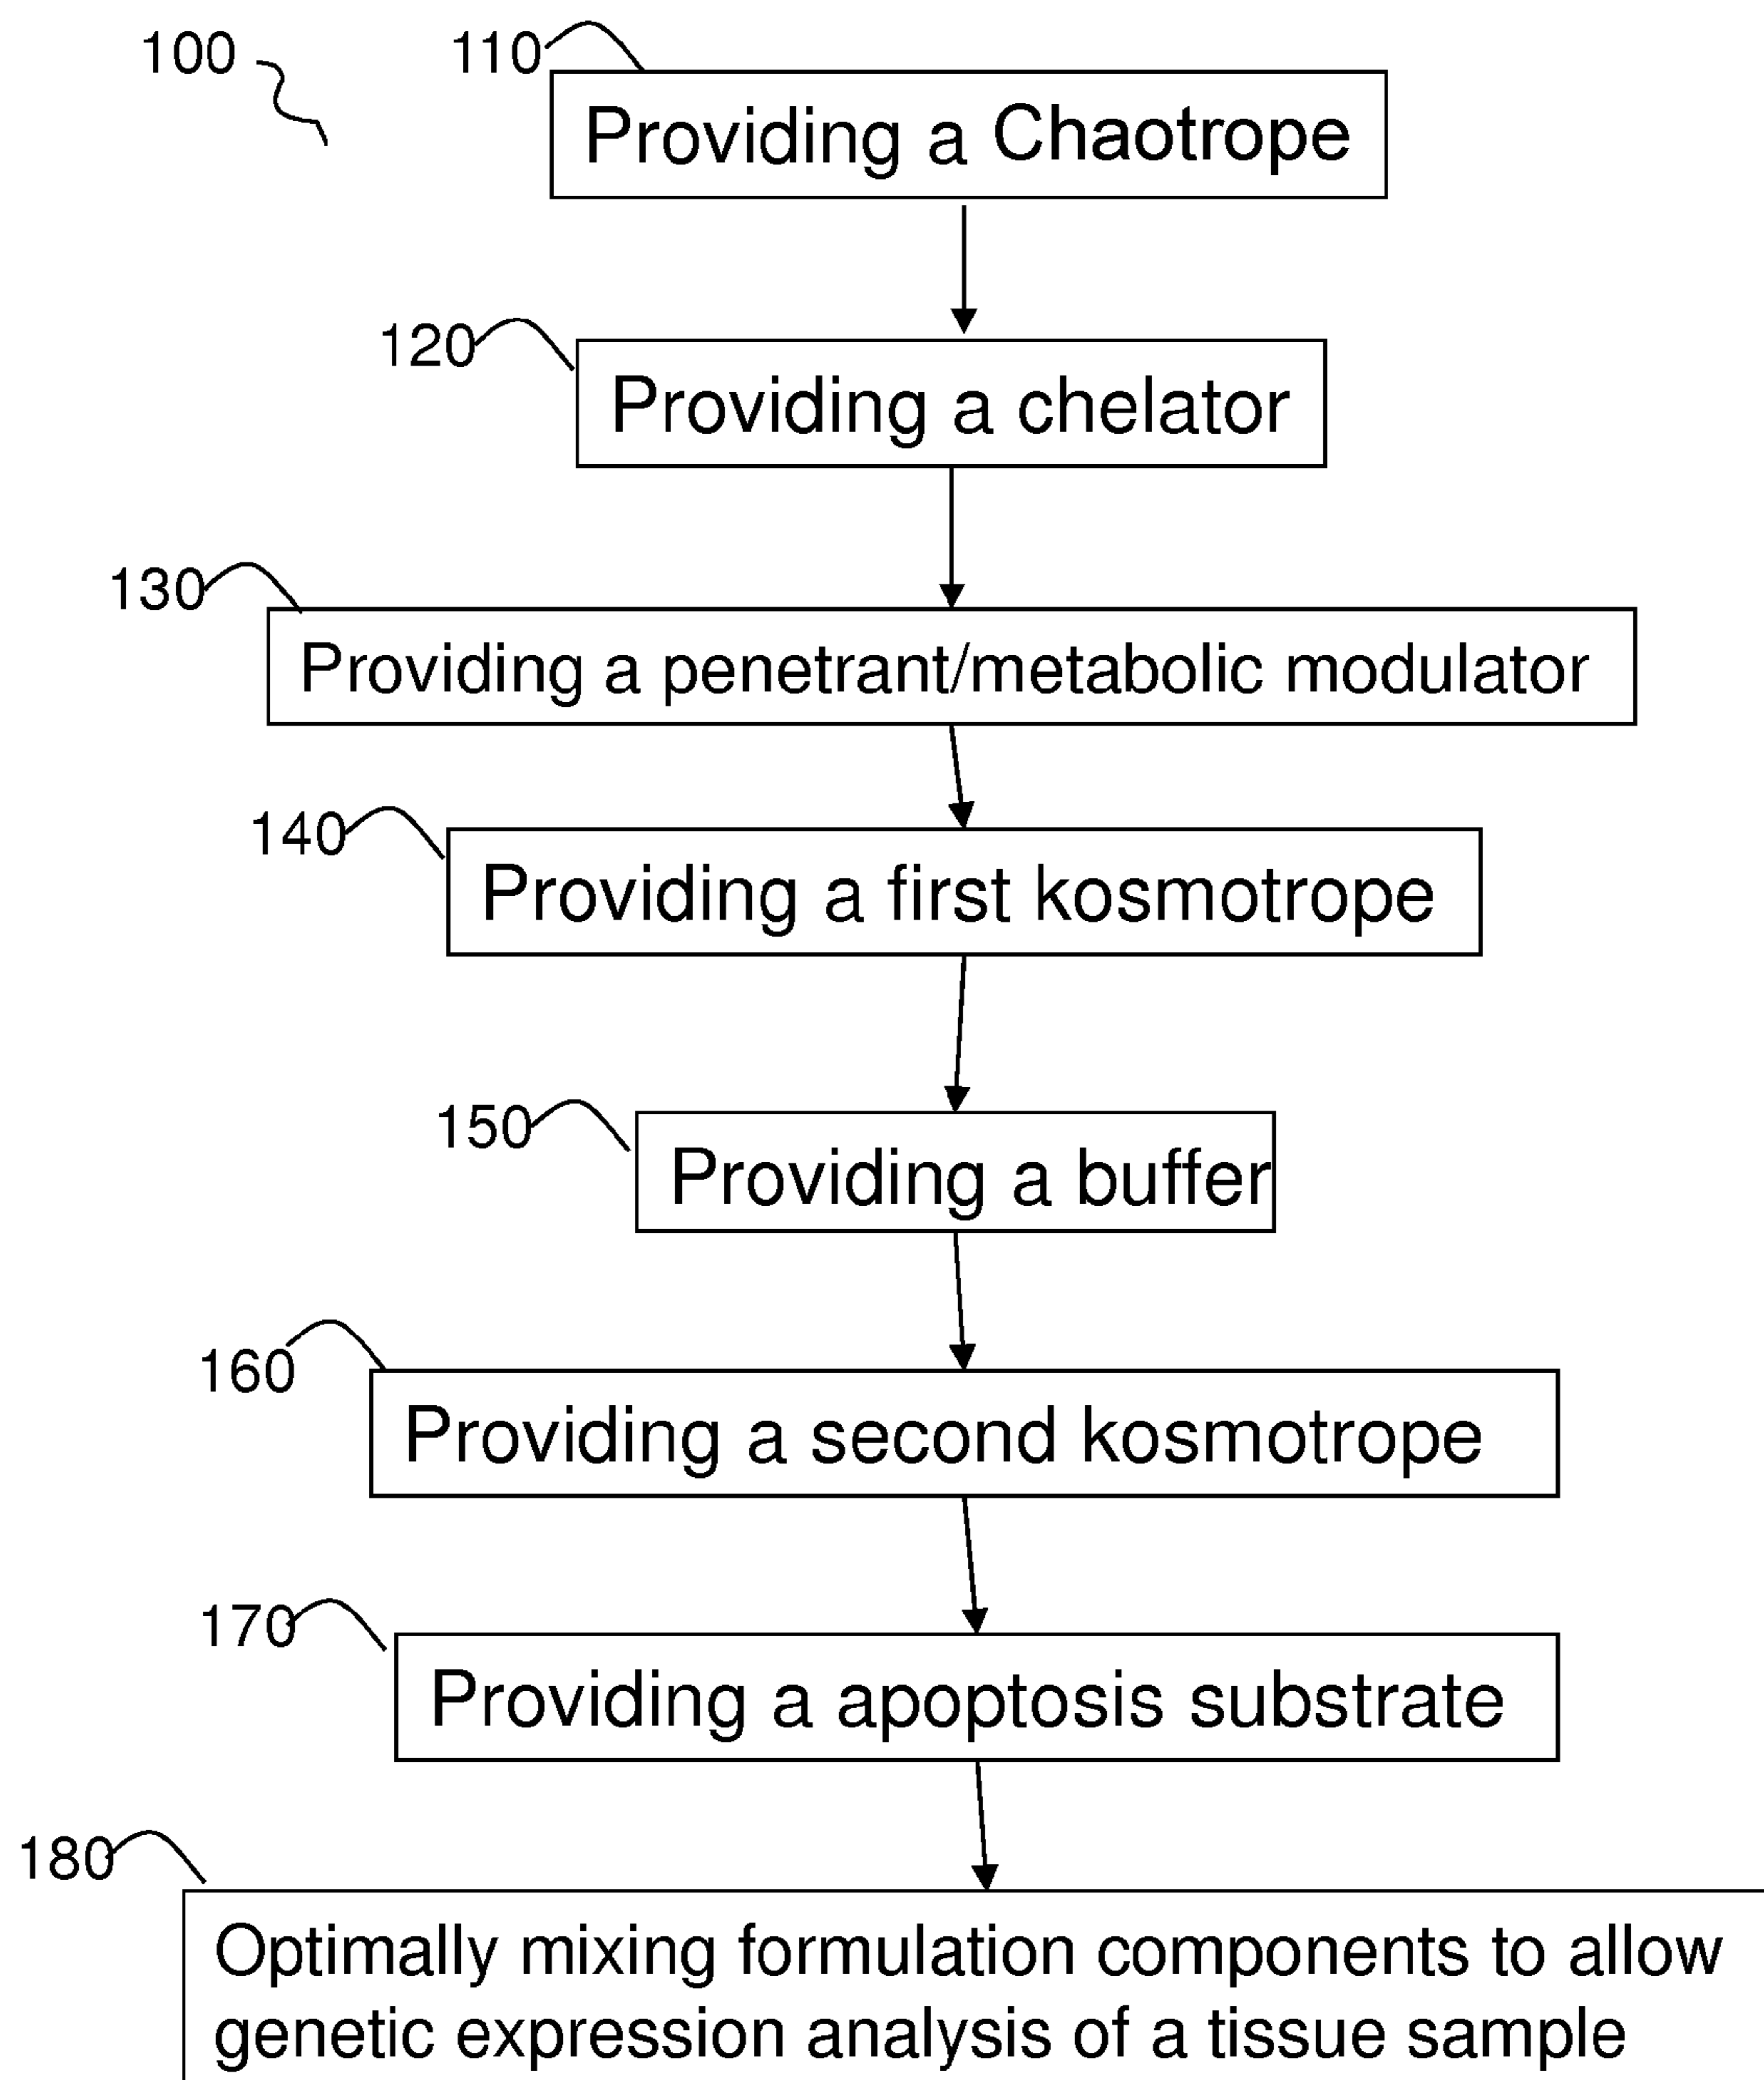 100
110
Providing a Chaotrope
120
Providing a chelator
130
Providing a penetrant/metabolic modulator
140
Providing a first kosmotrope
150
Providing a buffer
160
Providing a second kosmotrope
170
Providing a apoptosis substrate
180
Optimally mixing formulation components to allow
genetic expression analysis of a tissue sample